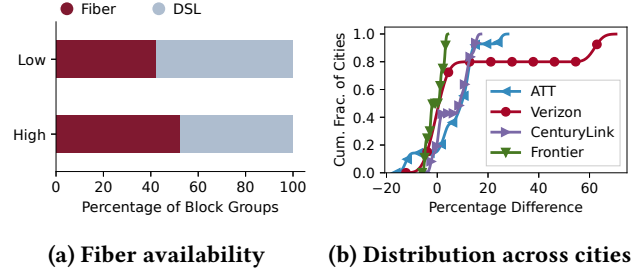 Fiber DSL
Low
High
0 20 40 60 80 100
Percentage of Block Groups
(a) Fiber availability
Cum. Frac. of Cities
1.0
0.8
0.6
0.4
0.2
0.0
ATT
Verizon
CenturyLink
Frontier
−20 0 20 40 60
Percentage Difference
(b) Distribution across cities